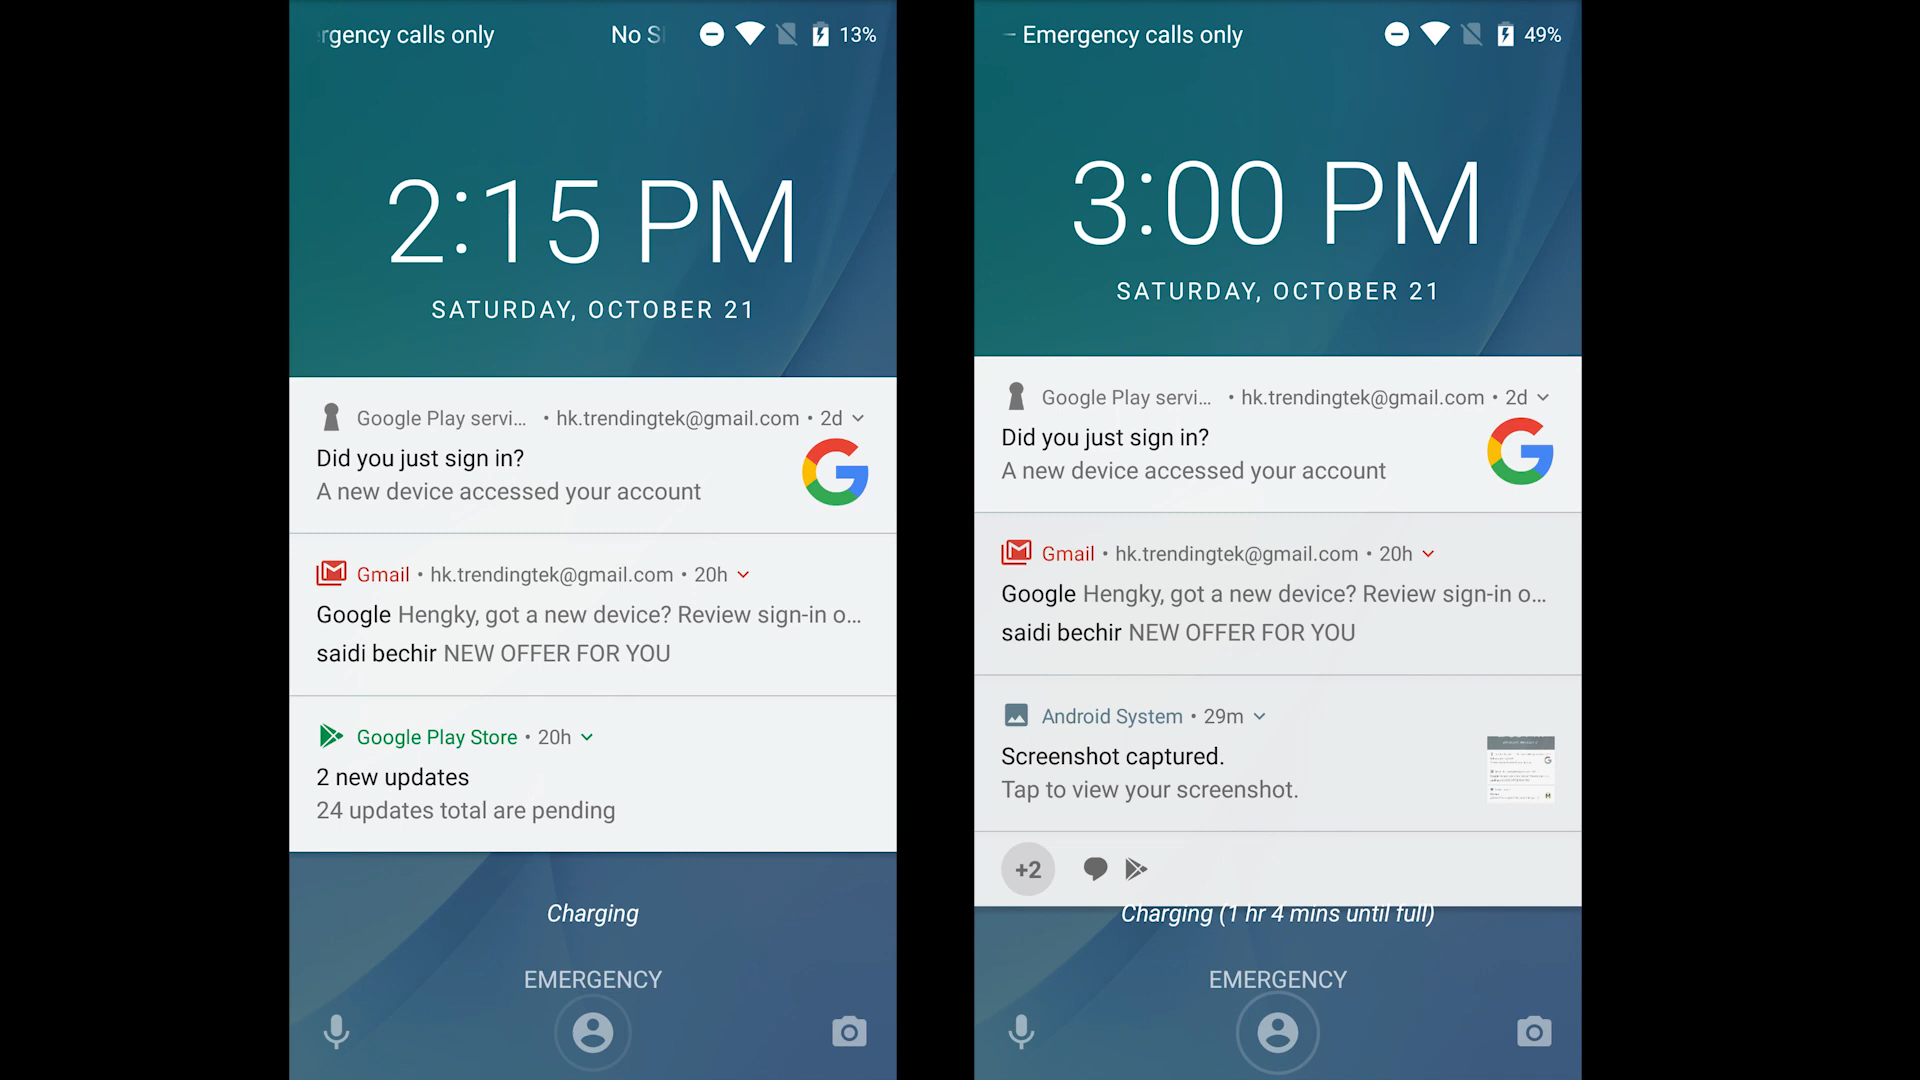 rgency calls only No S 13%
2:15 PM
SATURDAY, OCTOBER 21
Google Play servi... • hk.trendingtek@gmail.com • 2d
Did you just sign in?
A new device accessed your account
Gmail • hk.trendingtek@gmail.com • 20h
Google Hengky, got a new device? Review sign-in o...
saidi bechir NEW OFFER FOR YOU
Google Play Store • 20h
2 new updates
24 updates total are pending
Charging
EMERGENCY
– Emergency calls only 49%
3:00 PM
SATURDAY, OCTOBER 21
Google Play servi... • hk.trendingtek@gmail.com • 2d
Did you just sign in?
A new device accessed your account
Gmail • hk.trendingtek@gmail.com • 20h
Google Hengky, got a new device? Review sign-in o...
saidi bechir NEW OFFER FOR YOU
Android System • 29m
Screenshot captured.
Tap to view your screenshot.
+2
Charging (1 hr 4 mins until full)
EMERGENCY